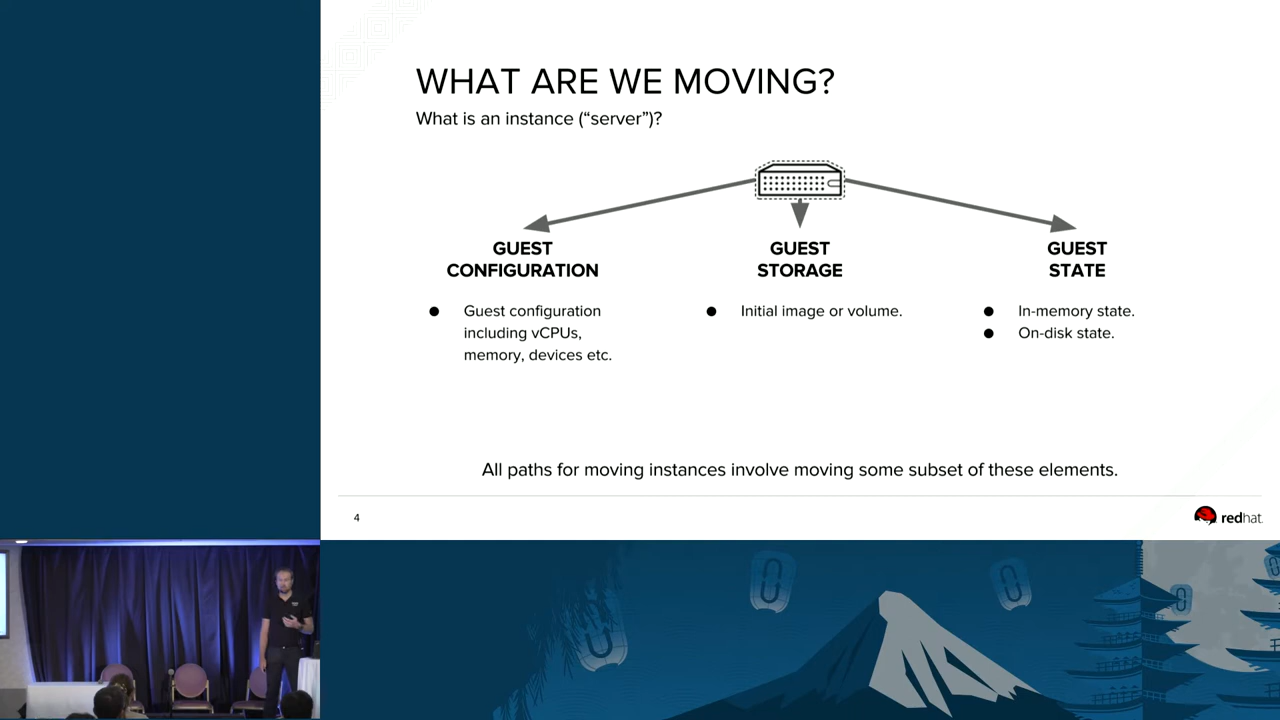 WHAT ARE WE MOVING?
What is an instance (“server”)?
GUEST
CONFIGURATION
● Guest configuration
including vCPUs,
memory, devices etc.
GUEST
STORAGE
● Initial image or volume.
GUEST
STATE
● In-memory state.
● On-disk state.
All paths for moving instances involve moving some subset of these elements.
4
redhat.